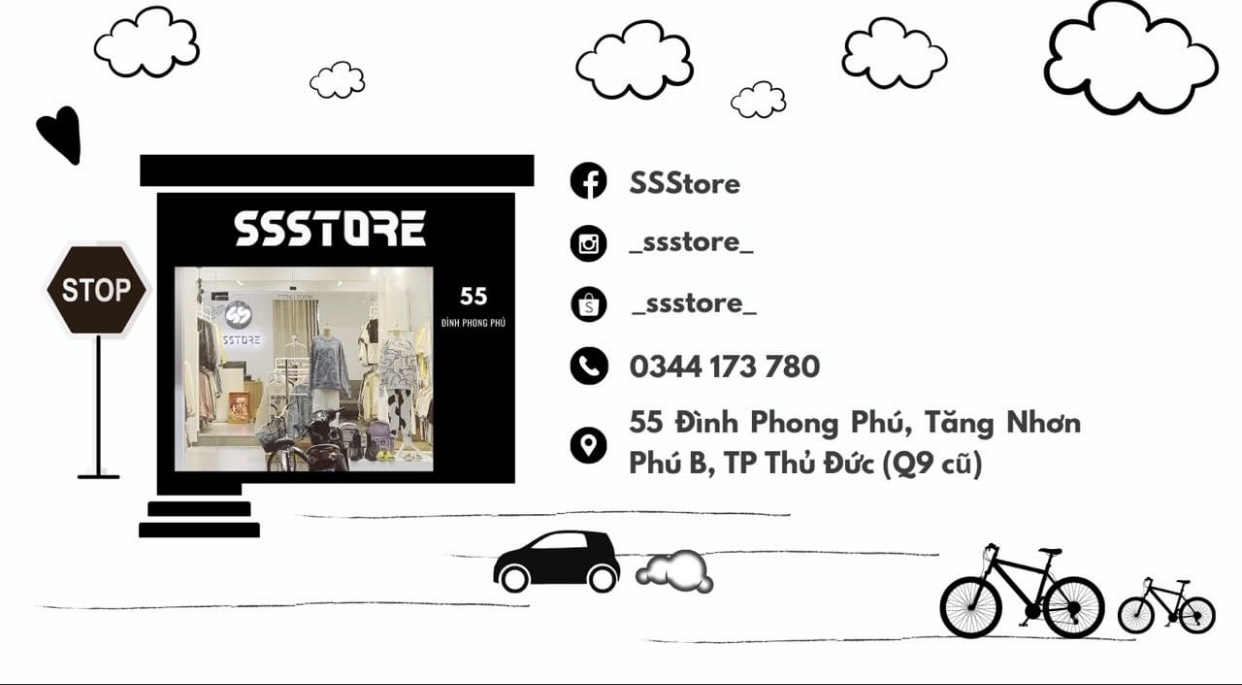 SSSTORE
STOP
SSTORE
55
ĐÌNH PHONG PHÚ
SSStore
_ssstore_
_ssstore_
0344 173 780
55 Đình Phong Phú, Tăng Nhơn
Phú B, TP Thủ Đức (Q9 cũ)